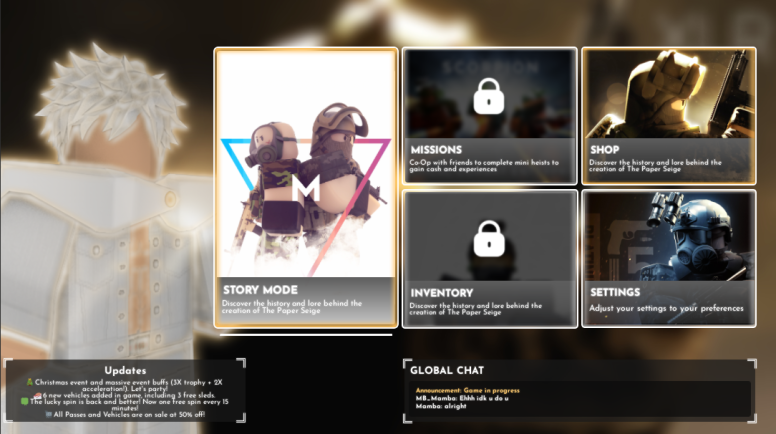 SCORPION
M
STORY MODE
Discover the history and lore behind the
creation of The Paper Seige
MISSIONS
Co-Op with friends to complete mini heists to
gain cash and experiences
SHOP
Discover the history and lore behind the
creation of The Paper Seige
INVENTORY
Discover the history and lore behind the
creation of The Paper Seige
SETTINGS
Adjust your settings to your preferences
Updates
🎄 Christmas event and massive event buffs (3X trophy + 2X
acceleration!). Let's party!
6 new vehicles added in game, including 3 free sleds.
The lucky spin is back and better! Now one free spin every 15
minutes!
All Passes and Vehicles are on sale at 50% off!
GLOBAL CHAT
Announcement: Game in progress
MB_Mamba: Ehhh idk u do u
Mamba: alright